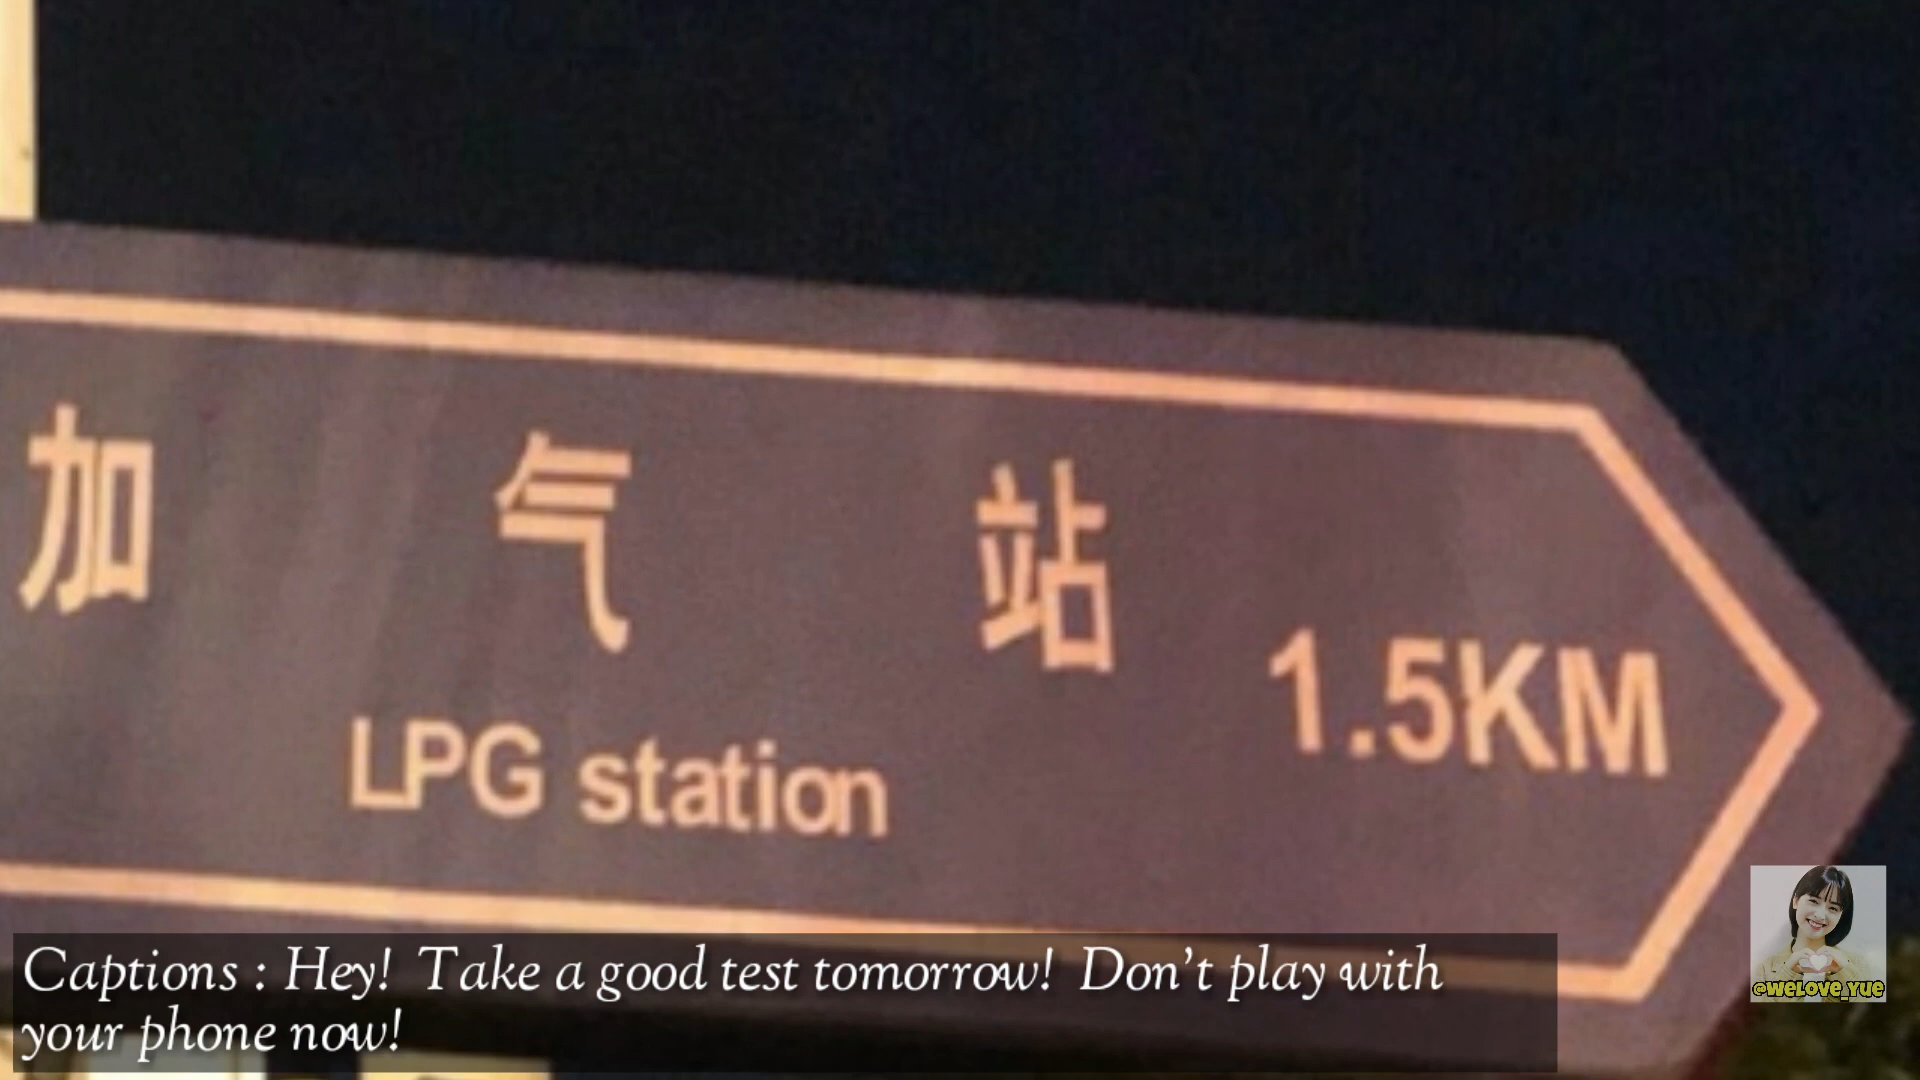 加 气 站
1.5KM
LPG station
@WELOVE_YUE
Captions : Hey! Take a good test tomorrow! Don't play with
your phone now!